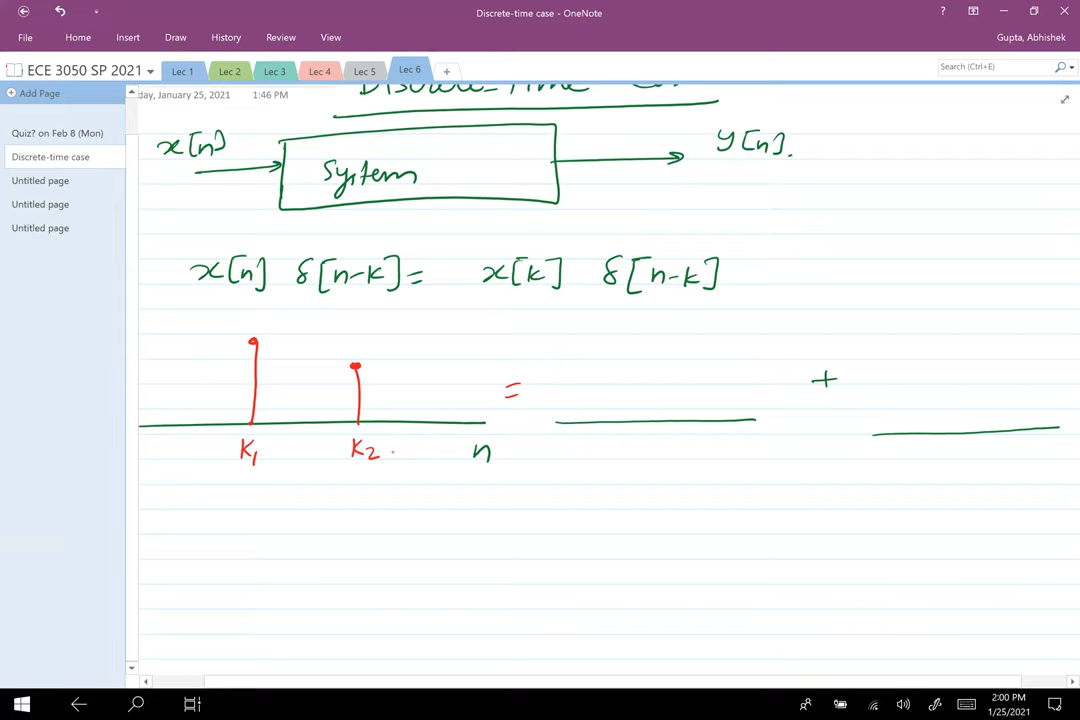 Discrete-time case - OneNote
? Gupta, Abhishek
File Home Insert Draw History Review View
ECE 3050 SP 2021 Lec 1 Lec 2 Lec 3 Lec 4 Lec 5 Lec 6 +
Search (Ctrl+E)
Add Page
day, January 25, 2021 1:46 PM
Discrete-Time
Quiz? on Feb 8 (Mon)
Discrete-time case
Untitled page
Untitled page
Untitled page
x[n] System y[n].
x[n] δ[n-k] = x[k] δ[n-k]
= +
K1 K2 n
2:00 PM
1/25/2021